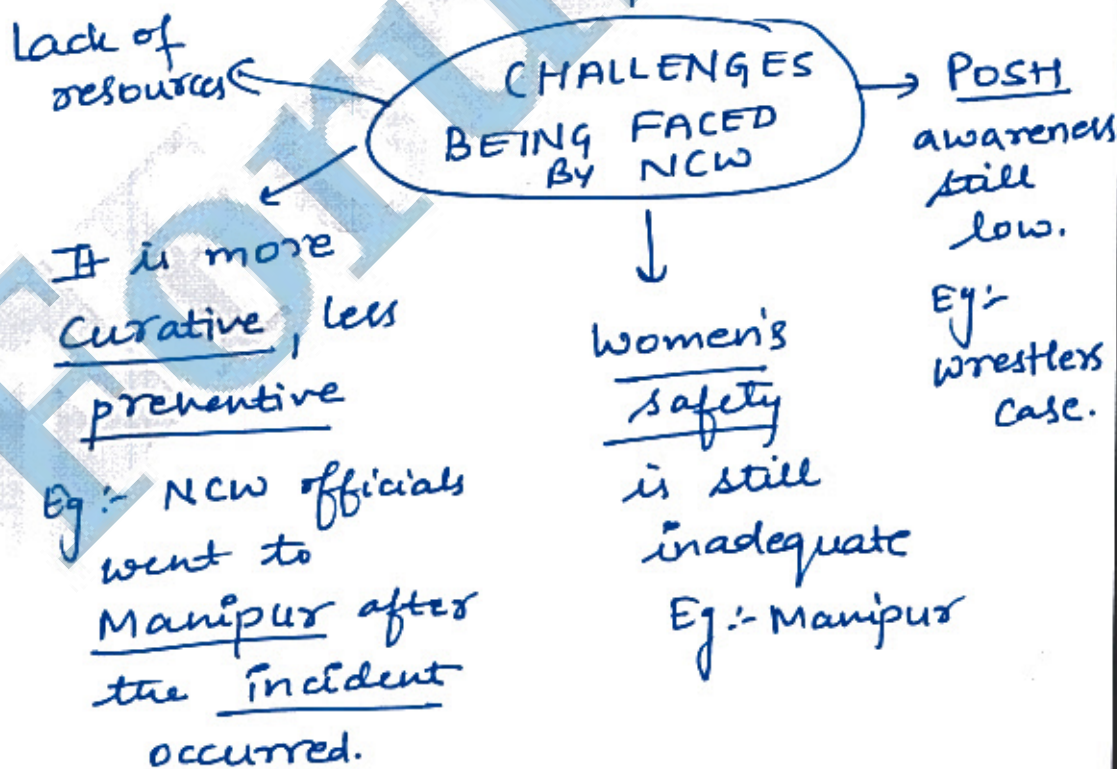 CHALLENGES
BEING FACED
BY NCW
Lack of
resources
It is more
curative, less
preventive
Eg:- NCW officials
went to
Manipur after
the incident
occurred.
Women's
safety
is still
inadequate
Eg:- Manipur
POSH
awareness
still
low.
Eg:-
wrestlers
case.